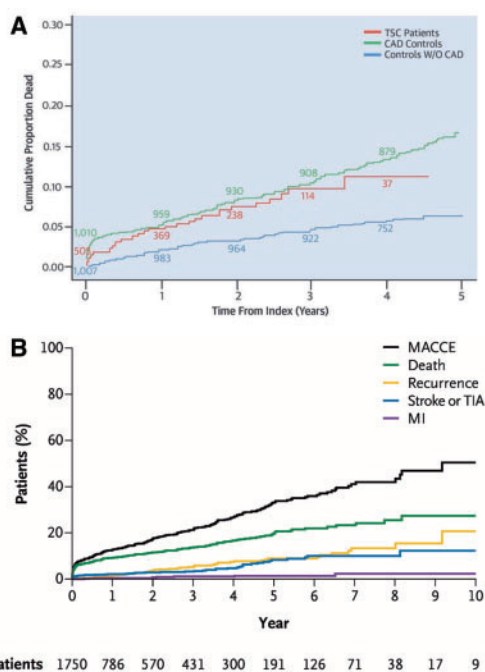 A
0.30
0.25
0.20
0.15
0.10
0.05
0.00
Cumulative Proportion Dead
TSC Patients
CAD Controls
Controls W/O CAD
1,010
959
930
908
879
369
238
114
37
1,007
983
964
922
752
0
1
2
3
4
5
Time From Index (Years)
B
100
80
60
40
20
0
Patients (%)
MACCE
Death
Recurrence
Stroke or TIA
MI
0 1 2 3 4 5 6 7 8 9 10
Year
1750 786 570 431 300 191 126 71 38 17 9